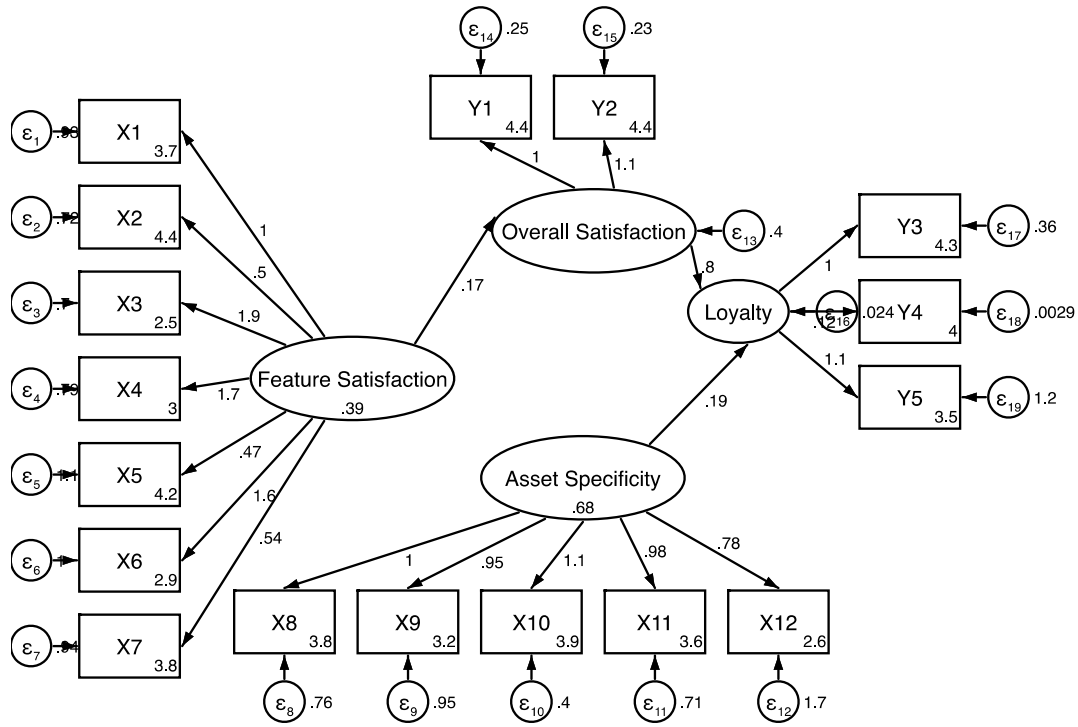 ε14 .25
ε15 .23
Y1 4.4
Y2 4.4
1
1.1
ε1
X1 3.7
ε2
X2 4.4
ε3
X3 2.5
ε4
X4 3
ε5
X5 4.2
ε6
X6 2.9
ε7
X7 3.8
1
.5
1.9
1.7
.47
1.6
.54
Feature Satisfaction
.39
.17
Overall Satisfaction
ε13 .4
.8
Loyalty
ε16 .024
.12
1
1.1
Y3 4.3
ε17 .36
Y4 4
ε18 .0029
Y5 3.5
ε19 1.2
.19
Asset Specificity
.68
1
.95
1.1
.98
.78
X8 3.8
X9 3.2
X10 3.9
X11 3.6
X12 2.6
ε8 .76
ε9 .95
ε10 .4
ε11 .71
ε12 1.7